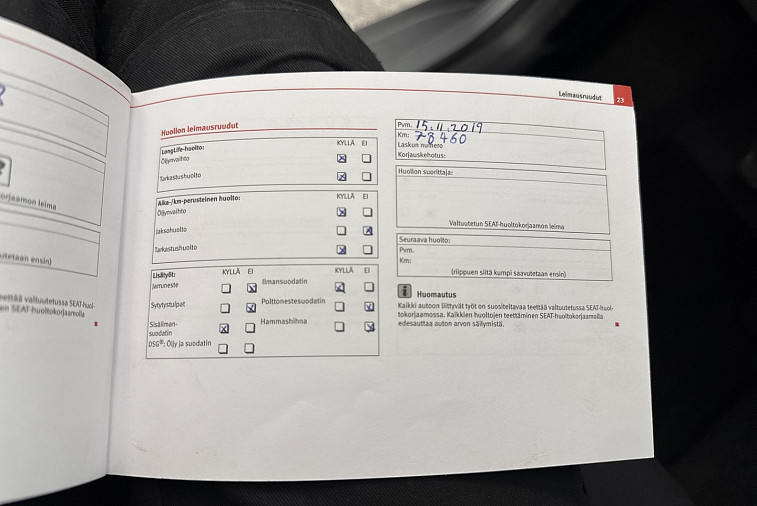 Leimausruudut 23
Huollon leimausruudut
KYLLÄ EI
LongLife-huolto:
Öljynvaihto
Tarkastushuolto
KYLLÄ EI
Aika-/km-perusteinen huolto:
Öljynvaihto
Jaksohuolto
Tarkastushuolto
Lisätyöt: KYLLÄ EI KYLLÄ EI
Jarruneste Ilmansuodatin
Sytytystulpat Polttonestesuodatin
Sisäilman- Hammashihna
suodatin
DSG®: Öljy ja suodatin
Pvm. 15.11.2019
Km: 78460
Laskun numero
Korjauskehotus:
Huollon suorittaja:
Valtuutetun SEAT-huoltokorjaamon leima
Seuraava huolto:
Pvm.
Km:
(riippuen siitä kumpi saavutetaan ensin)
i Huomautus
Kaikki autoon liittyvät työt on suositeltavaa teettää valtuutetussa SEAT-huol-
tokorjaamossa. Kaikkien huoltojen teettäminen SEAT-huoltokorjaamolla
edesauttaa auton arvon säilymistä.
orjaamon leima
utetaan ensin)
eettää valtuutetussa SEAT-huol-
en SEAT-huoltokorjaamolla